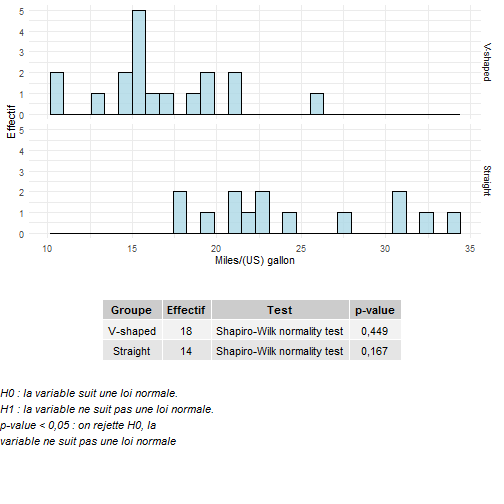 5
4
3
2
1
0
V-shaped
Effectif
5
4
3
2
1
0
Straight
10 15 20 25 30 35
Miles/(US) gallon
Groupe Effectif Test p-value
V-shaped 18 Shapiro-Wilk normality test 0,449
Straight 14 Shapiro-Wilk normality test 0,167
H0 : la variable suit une loi normale.
H1 : la variable ne suit pas une loi normale.
p-value < 0,05 : on rejette H0, la
variable ne suit pas une loi normale